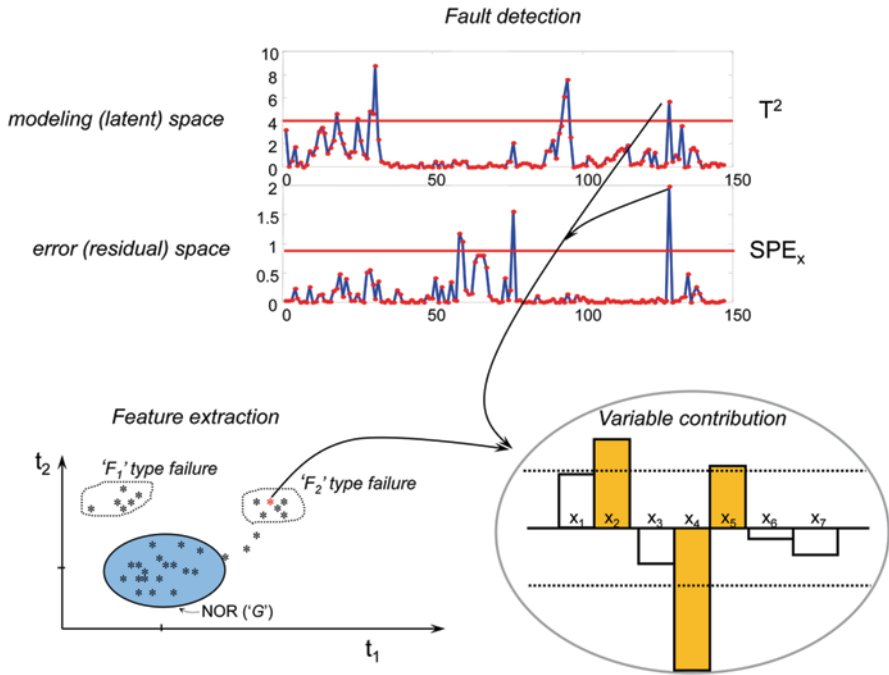 Fault detection
10
8
6
4
2
0
modeling (latent) space
T²
0 50 100 150
2
1.5
1
0.5
0
error (residual) space
SPEₓ
0 50 100 150
Feature extraction
t₂
'F₁' type failure
'F₂' type failure
NOR ('G')
t₁
Variable contribution
x₁ x₂ x₃ x₄ x₅ x₆ x₇